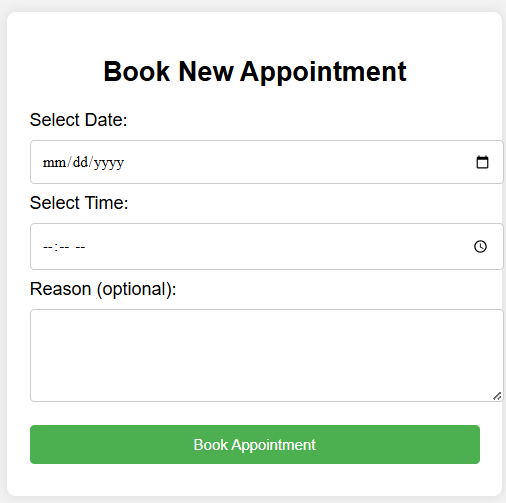 Book New Appointment
Select Date:
mm/dd/yyyy
Select Time:
--:-- --
Reason (optional):
Book Appointment